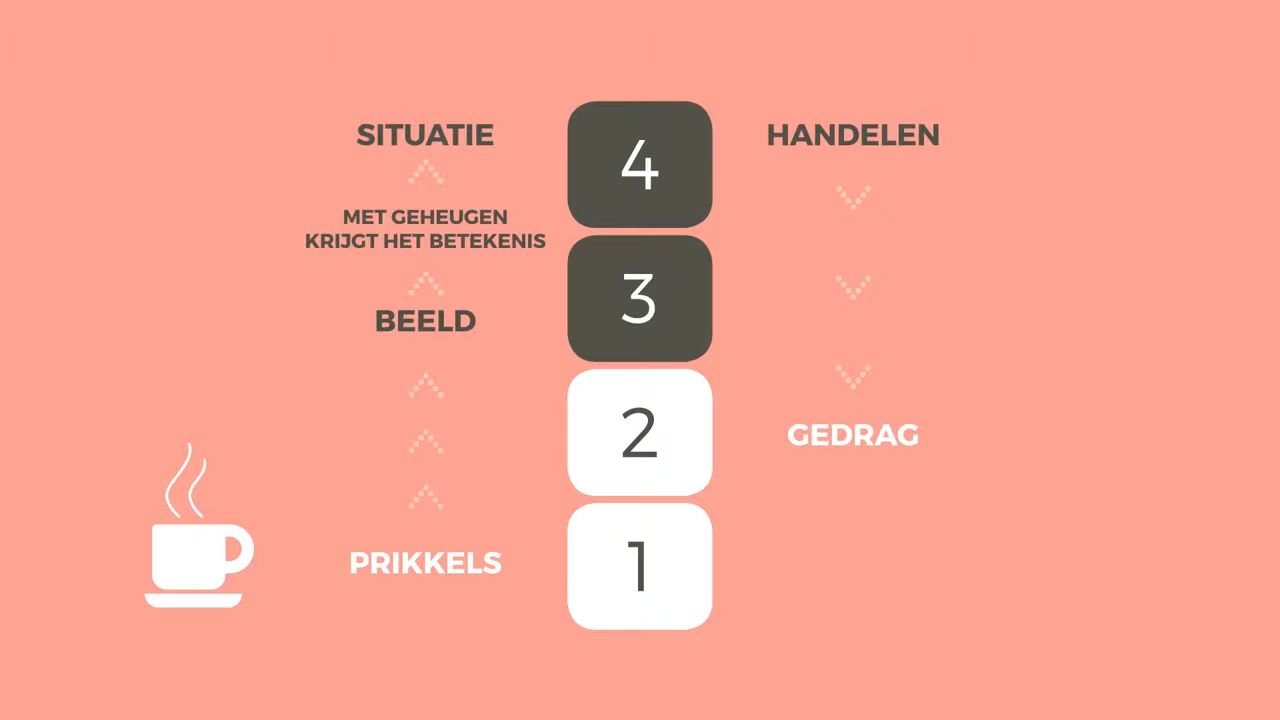 SITUATIE
4
HANDELEN
MET GEHEUGEN
KRIJGT HET BETEKENIS
3
BEELD
2
GEDRAG
PRIKKELS
1